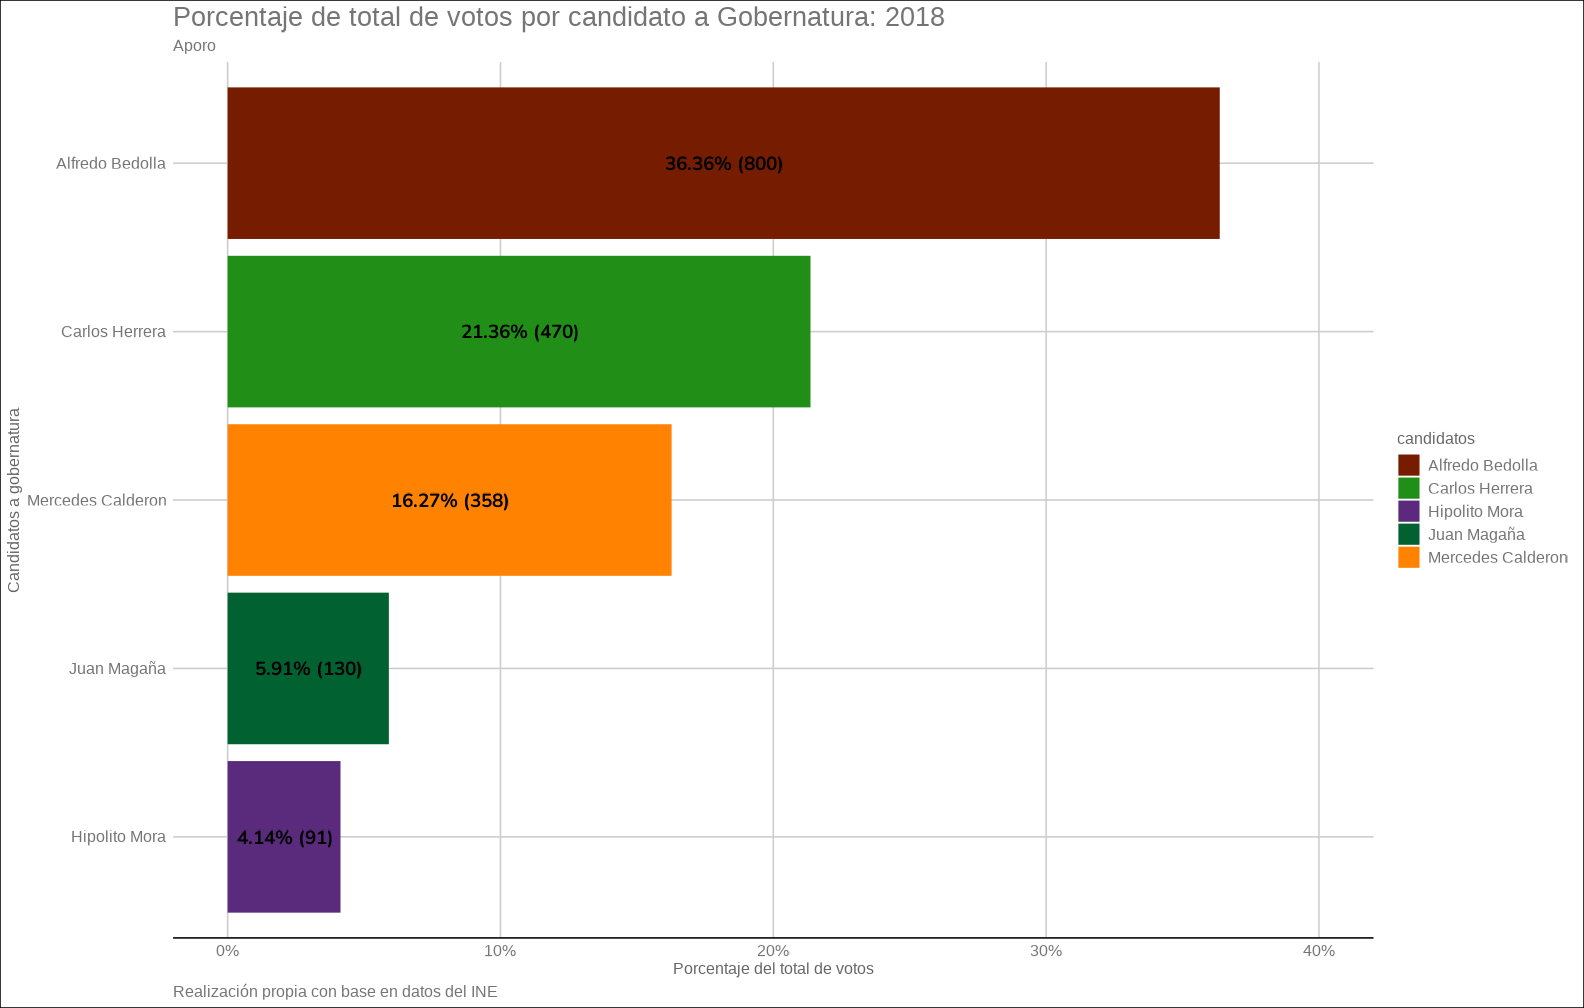 Porcentaje de total de votos por candidato a Gobernatura: 2018
Aporo
Candidatos a gobernatura
Alfredo Bedolla
36.36% (800)
Carlos Herrera
21.36% (470)
Mercedes Calderon
16.27% (358)
Juan Magaña
5.91% (130)
Hipolito Mora
4.14% (91)
0% 10% 20% 30% 40%
Porcentaje del total de votos
candidatos
Alfredo Bedolla
Carlos Herrera
Hipolito Mora
Juan Magaña
Mercedes Calderon
Realización propia con base en datos del INE